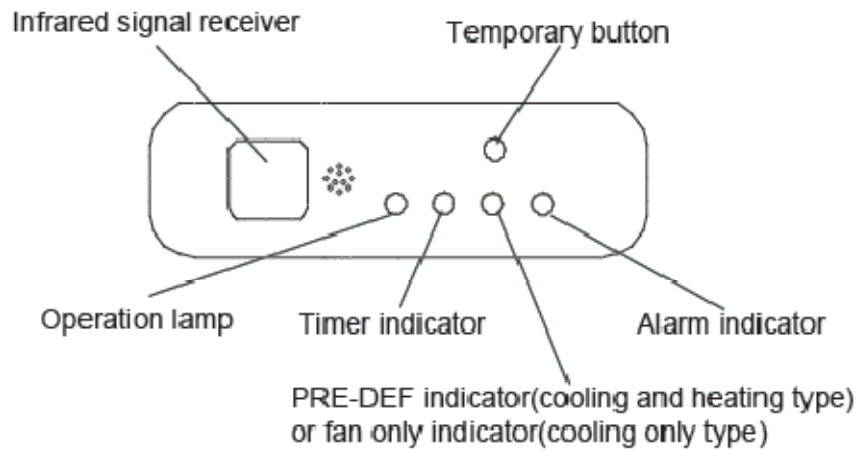 Infrared signal receiver
Temporary button
Operation lamp
Timer indicator
Alarm indicator
PRE-DEF indicator(cooling and heating type)
or fan only indicator(cooling only type)